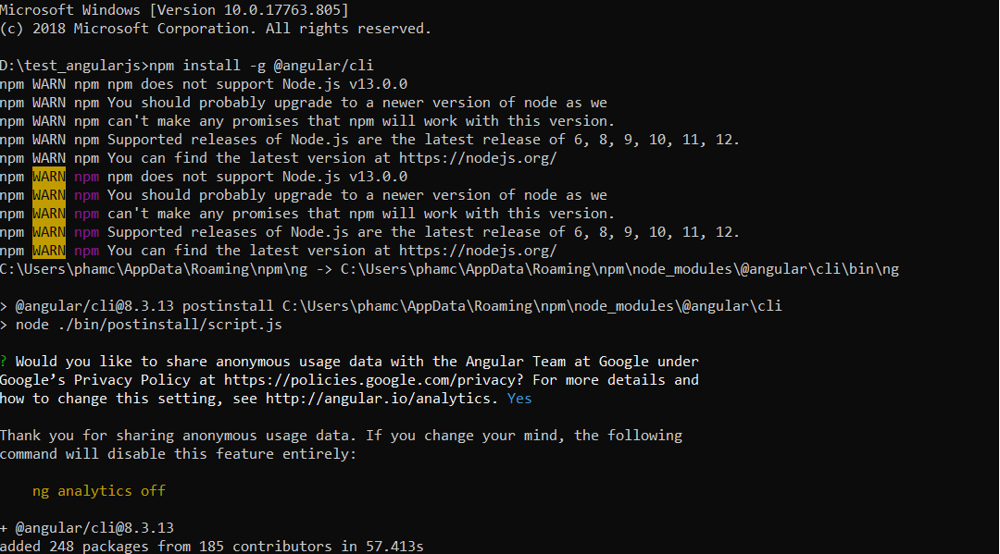 Microsoft Windows [Version 10.0.17763.805]
(c) 2018 Microsoft Corporation. All rights reserved.
D:\test_angularjs>npm install -g @angular/cli
npm WARN npm npm does not support Node.js v13.0.0
npm WARN npm You should probably upgrade to a newer version of node as we
npm WARN npm can't make any promises that npm will work with this version.
npm WARN npm Supported releases of Node.js are the latest release of 6, 8, 9, 10, 11, 12.
npm WARN npm You can find the latest version at https://nodejs.org/
npm WARN npm npm does not support Node.js v13.0.0
npm WARN npm You should probably upgrade to a newer version of node as we
npm WARN npm can't make any promises that npm will work with this version.
npm WARN npm Supported releases of Node.js are the latest release of 6, 8, 9, 10, 11, 12.
npm WARN npm You can find the latest version at https://nodejs.org/
C:\Users\phamc\AppData\Roaming\npm\ng -> C:\Users\phamc\AppData\Roaming\npm\node_modules\@angular\cli\bin\ng
> @angular/cli@8.3.13 postinstall C:\Users\phamc\AppData\Roaming\npm\node_modules\@angular\cli
> node ./bin/postinstall/script.js
? Would you like to share anonymous usage data with the Angular Team at Google under
Google’s Privacy Policy at https://policies.google.com/privacy? For more details and
how to change this setting, see http://angular.io/analytics. Yes
Thank you for sharing anonymous usage data. If you change your mind, the following
command will disable this feature entirely:
ng analytics off
+ @angular/cli@8.3.13
added 248 packages from 185 contributors in 57.413s